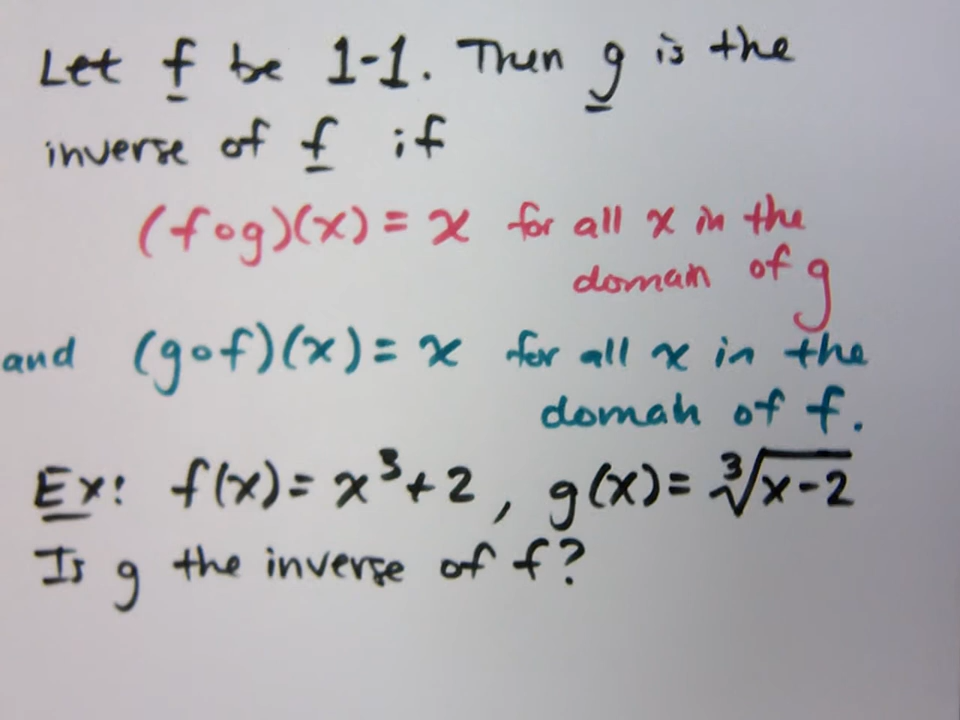 Let f be 1-1. Then g is the
inverse of f if
(f∘g)(x) = x for all x in the
domain of g
and (g∘f)(x) = x for all x in the
domain of f.
Ex: f(x) = x³+2, g(x) = ∛(x-2)
Is g the inverse of f?